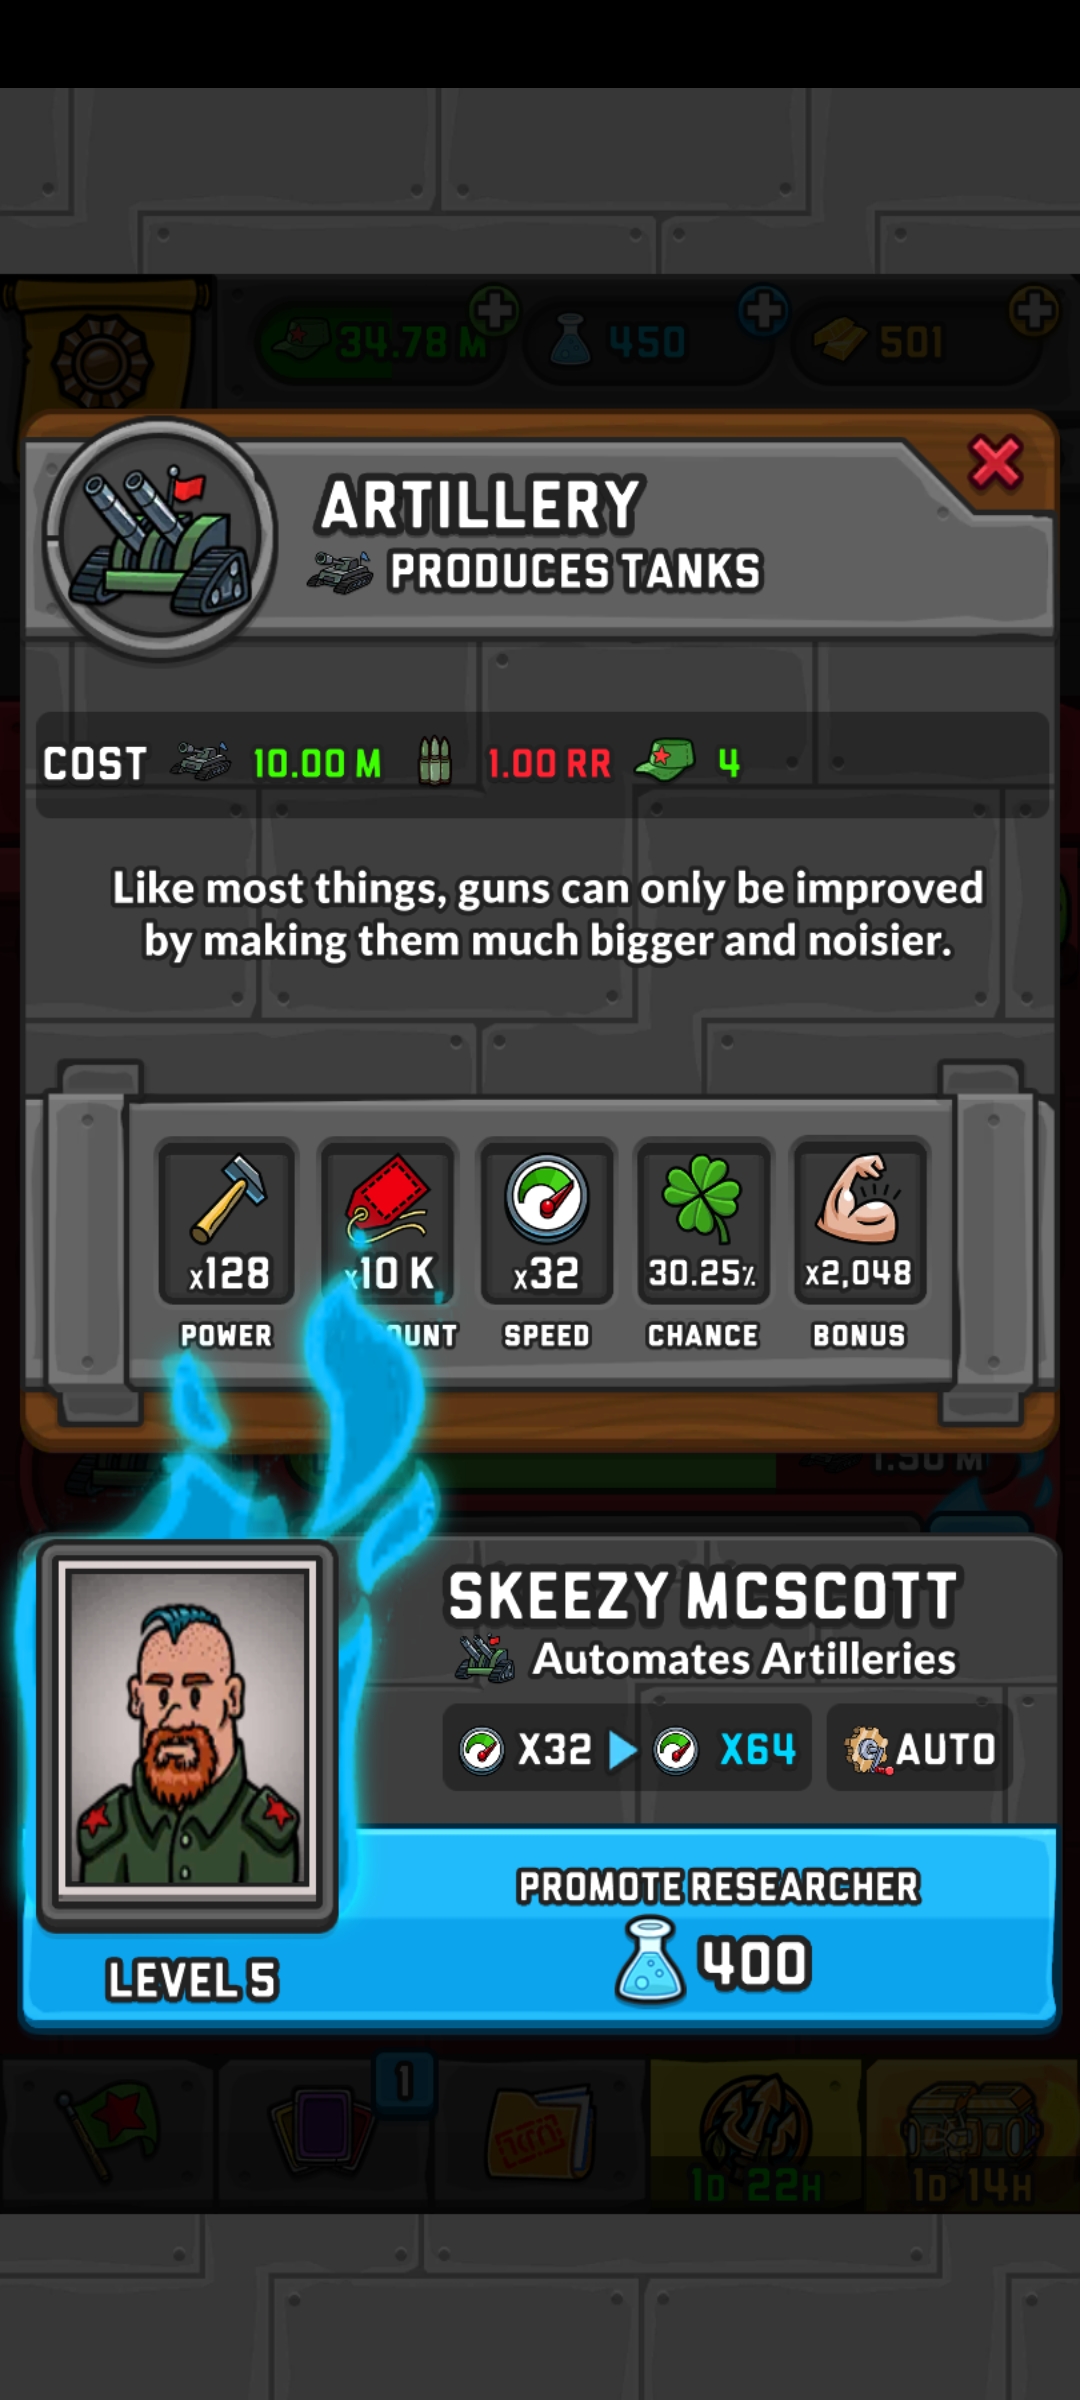 34.78 M 450 501
ARTILLERY
PRODUCES TANKS
COST 10.00 M 1.00 RR 4
Like most things, guns can only be improved
by making them much bigger and noisier.
x128 x10 K x32 30.25% x2,048
POWER SPEED CHANCE BONUS
1.50 M
SKEEZY MCSCOTT
Automates Artilleries
X32 X64 AUTO
PROMOTE RESEARCHER
400
LEVEL 5
1
1D 22H 1D 14H